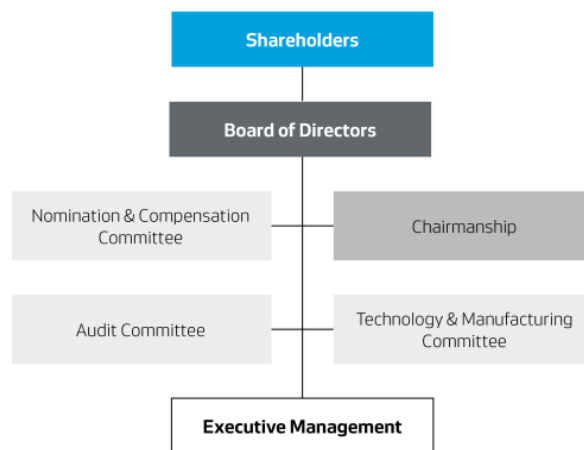 Shareholders
Board of Directors
Nomination & Compensation
Committee
Chairmanship
Audit Committee
Technology & Manufacturing
Committee
Executive Management